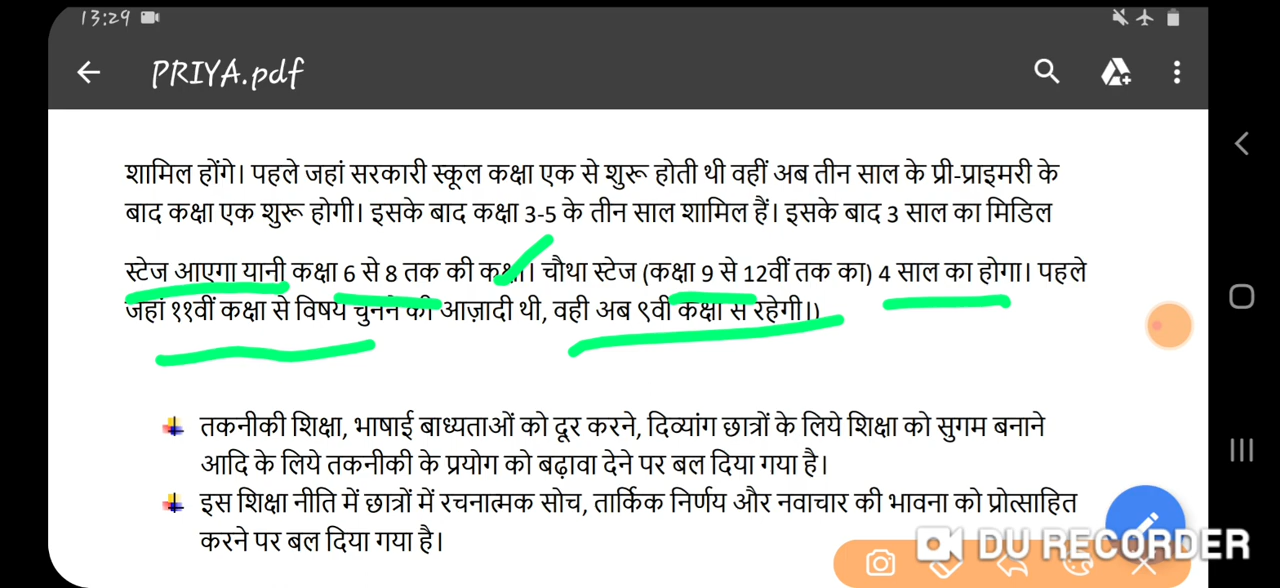 13:29
PRIYA.pdf
शामिल होंगे। पहले जहां सरकारी स्कूल कक्षा एक से शुरू होती थी वहीं अब तीन साल के प्री-प्राइमरी के
बाद कक्षा एक शुरू होगी। इसके बाद कक्षा 3-5 के तीन साल शामिल हैं। इसके बाद 3 साल का मिडिल
स्टेज आएगा यानी कक्षा 6 से 8 तक की कक्षा। चौथा स्टेज (कक्षा 9 से 12वीं तक का) 4 साल का होगा। पहले
जहां ११वीं कक्षा से विषय चुनने की आज़ादी थी, वही अब ९वीं कक्षा से रहेगी।)
तकनीकी शिक्षा, भाषाई बाध्यताओं को दूर करने, दिव्यांग छात्रों के लिये शिक्षा को सुगम बनाने
आदि के लिये तकनीकी के प्रयोग को बढ़ावा देने पर बल दिया गया है।
इस शिक्षा नीति में छात्रों में रचनात्मक सोच, तार्किक निर्णय और नवाचार की भावना को प्रोत्साहित
करने पर बल दिया गया है।
DU RECORDER